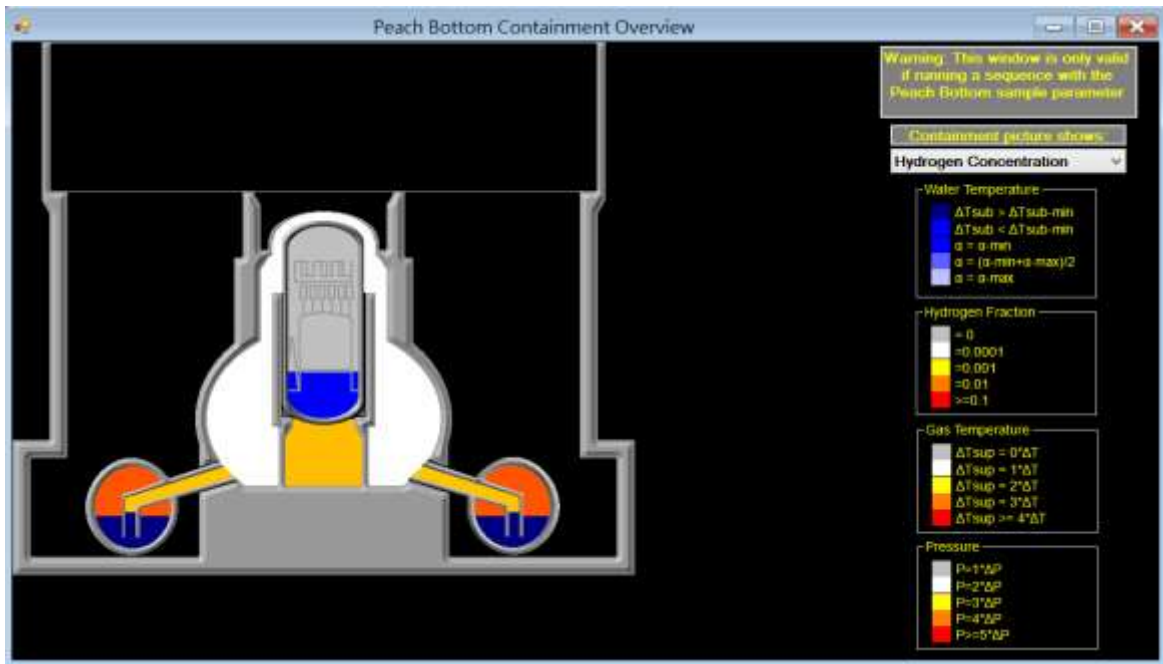 Peach Bottom Containment Overview
Warning: This window is only valid
if running a sequence with the
Peach Bottom sample parameter
Containment picture shows:
Hydrogen Concentration
Water Temperature
ΔTsub > ΔTsub-min
ΔTsub < ΔTsub-min
α = α-min
α = (α-min+α-max)/2
α = α-max
Hydrogen Fraction
= 0
=0.0001
=0.001
=0.01
>=0.1
Gas Temperature
ΔTsup = 0*ΔT
ΔTsup = 1*ΔT
ΔTsup = 2*ΔT
ΔTsup = 3*ΔT
ΔTsup >= 4*ΔT
Pressure
P=1*ΔP
P=2*ΔP
P=3*ΔP
P=4*ΔP
P>=5*ΔP